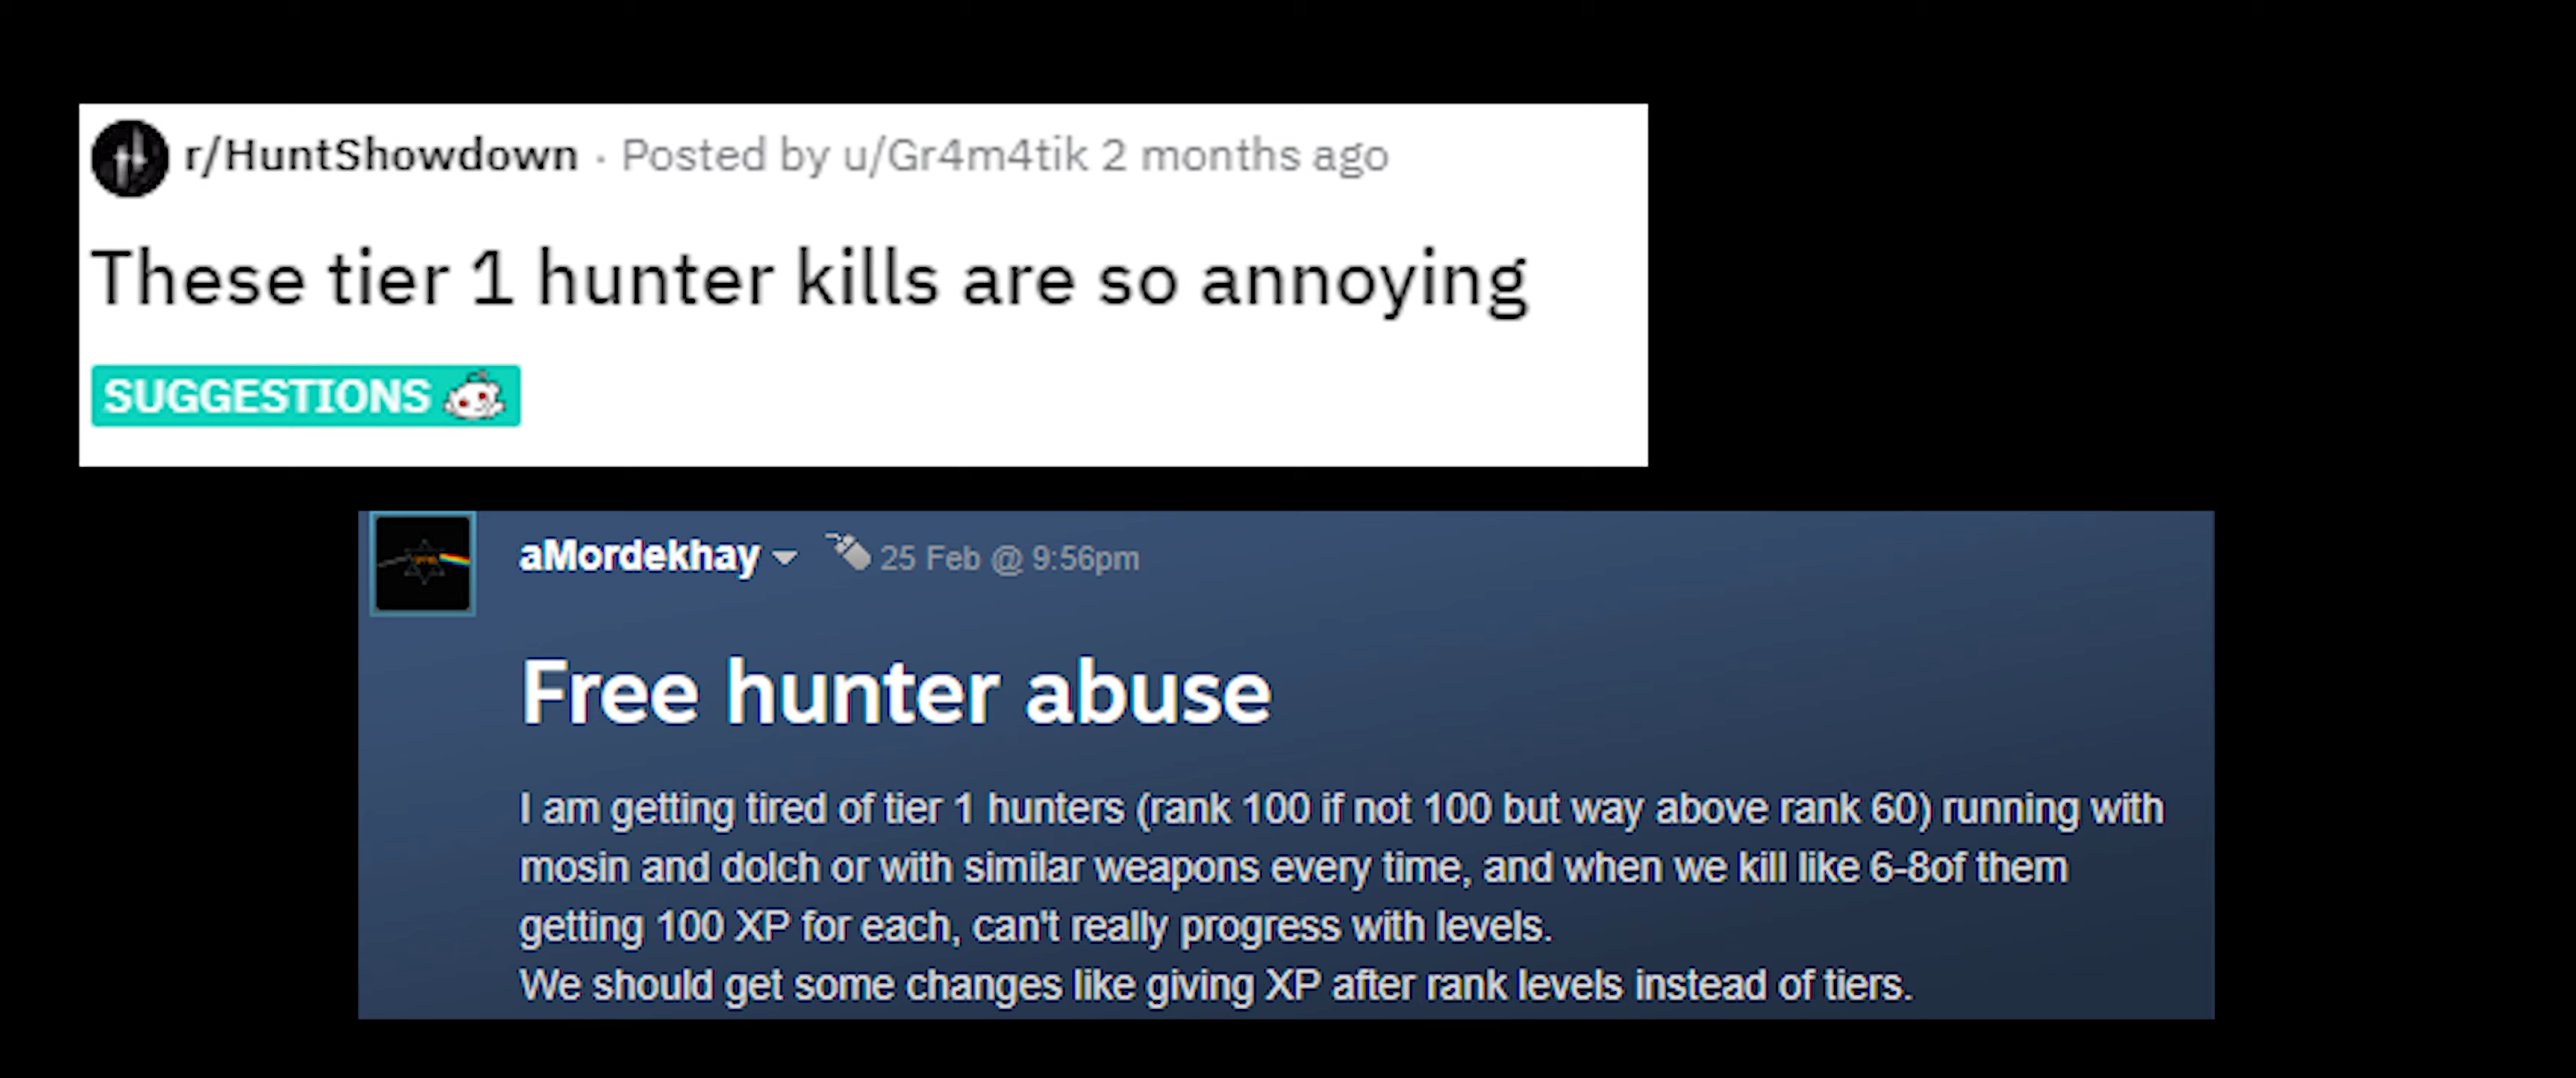 r/HuntShowdown · Posted by u/Gr4m4tik 2 months ago
These tier 1 hunter kills are so annoying
SUGGESTIONS
aMordekhay 25 Feb @ 9:56pm
Free hunter abuse
I am getting tired of tier 1 hunters (rank 100 if not 100 but way above rank 60) running with
mosin and dolch or with similar weapons every time, and when we kill like 6-8of them
getting 100 XP for each, can't really progress with levels.
We should get some changes like giving XP after rank levels instead of tiers.